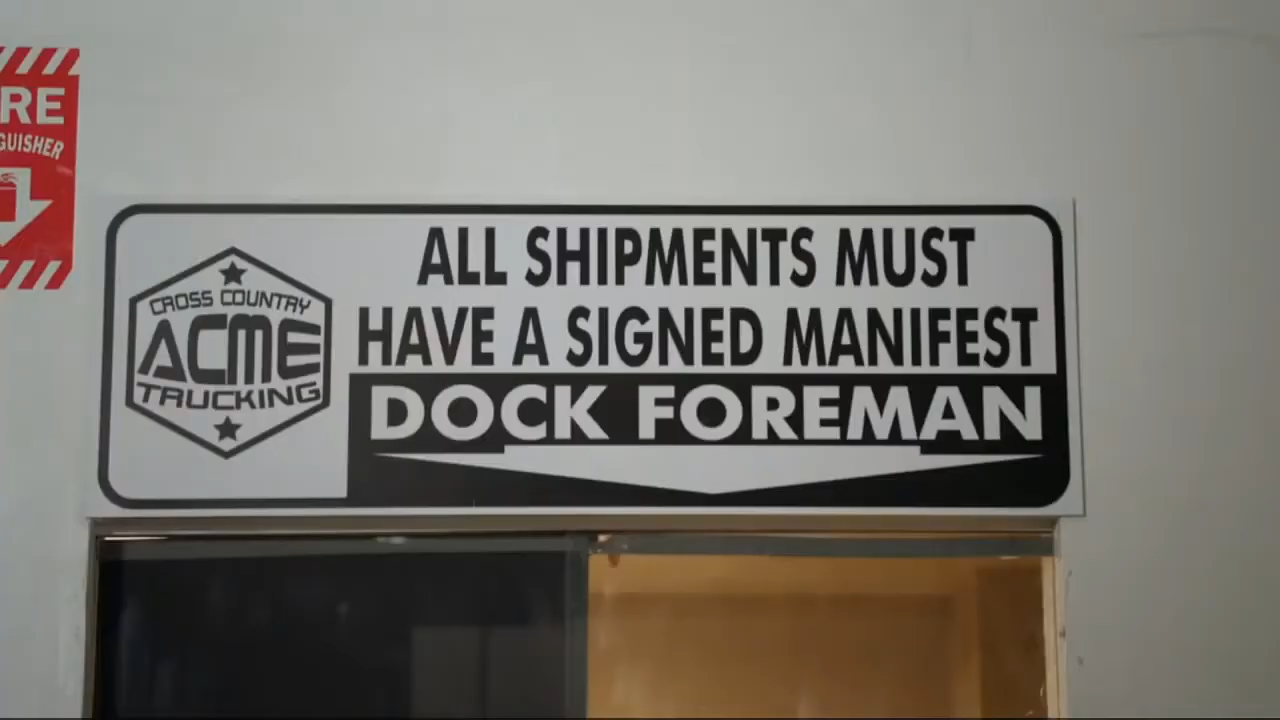 RE
GUISHER
CROSS COUNTRY
ACME
TRUCKING
ALL SHIPMENTS MUST
HAVE A SIGNED MANIFEST
DOCK FOREMAN